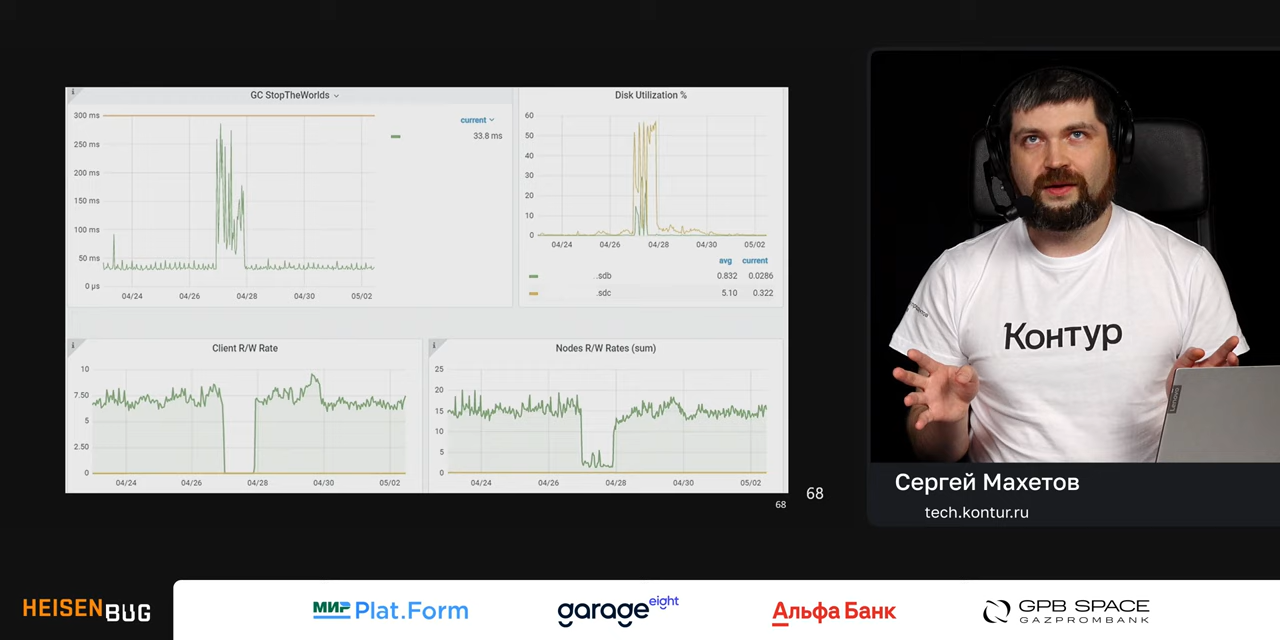 GC StopTheWorlds
300 ms
250 ms
200 ms
150 ms
100 ms
50 ms
0 µs
04/24 04/26 04/28 04/30 05/02
current
33.8 ms
Disk Utilization %
60
50
40
30
20
10
0
04/24 04/26 04/28 04/30 05/02
avg current
..sdb 0.832 0.0286
.sdc 5.10 0.322
Client R/W Rate
10
7.50
5
2.50
0
04/24 04/26 04/28 04/30 05/02
Nodes R/W Rates (sum)
25
20
15
10
5
0
04/24 04/26 04/28 04/30 05/02
68
68
Контур
Lenovo
Сергей Махетов
tech.kontur.ru
HEISENBUG
МИР Plat.Form
garage eight
Альфа Банк
GPB SPACE
GAZPROMBANK